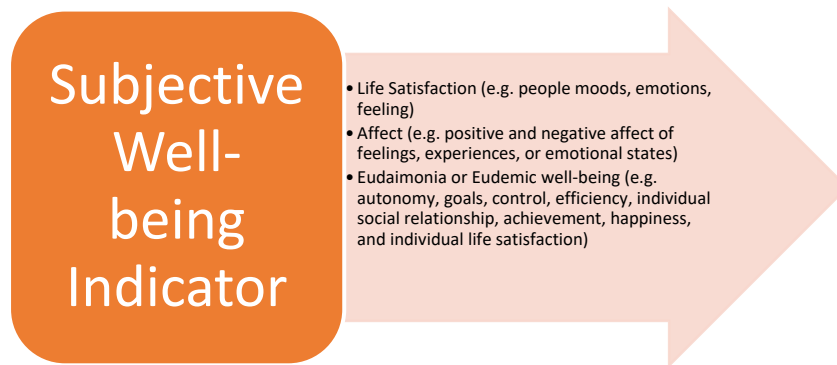 Subjective
Well-
being
Indicator
• Life Satisfaction (e.g. people moods, emotions,
feeling)
• Affect (e.g. positive and negative affect of
feelings, experiences, or emotional states)
• Eudaimonia or Eudemic well-being (e.g.
autonomy, goals, control, efficiency, individual
social relationship, achievement, happiness,
and individual life satisfaction)